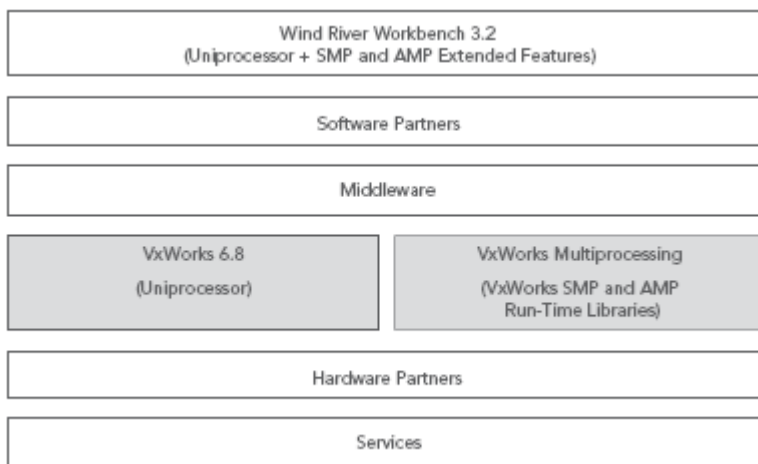 Wind River Workbench 3.2
(Uniprocessor + SMP and AMP Extended Features)
Software Partners
Middleware
VxWorks 6.8
(Uniprocessor)
VxWorks Multiprocessing
(VxWorks SMP and AMP
Run-Time Libraries)
Hardware Partners
Services